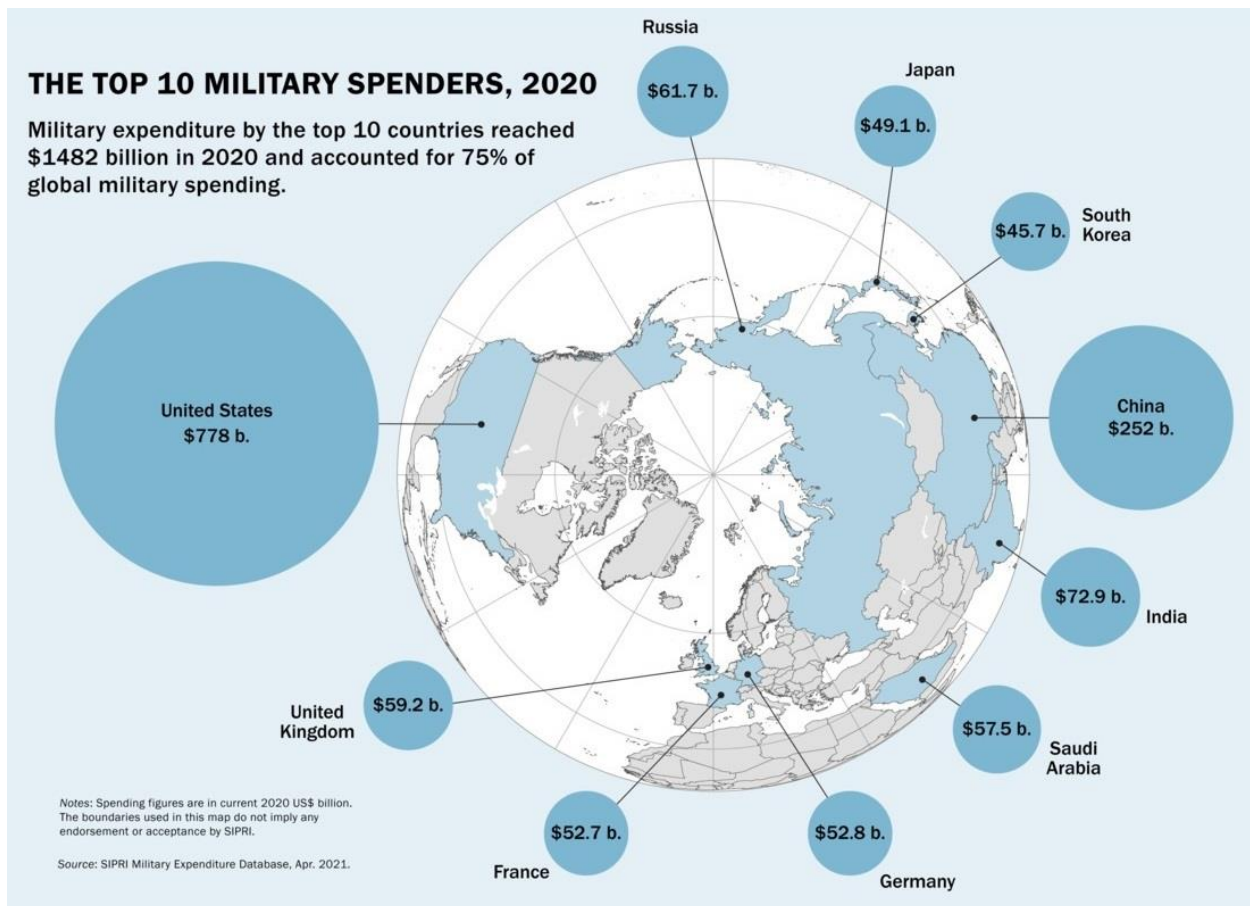 THE TOP 10 MILITARY SPENDERS, 2020
Military expenditure by the top 10 countries reached
$1482 billion in 2020 and accounted for 75% of
global military spending.
Russia
$61.7 b.
Japan
$49.1 b.
South
Korea
$45.7 b.
United States
$778 b.
China
$252 b.
$72.9 b.
India
$59.2 b.
United
Kingdom
$57.5 b.
Saudi
Arabia
$52.7 b.
France
$52.8 b.
Germany
Notes: Spending figures are in current 2020 US$ billion.
The boundaries used in this map do not imply any
endorsement or acceptance by SIPRI.
Source: SIPRI Military Expenditure Database, Apr. 2021.